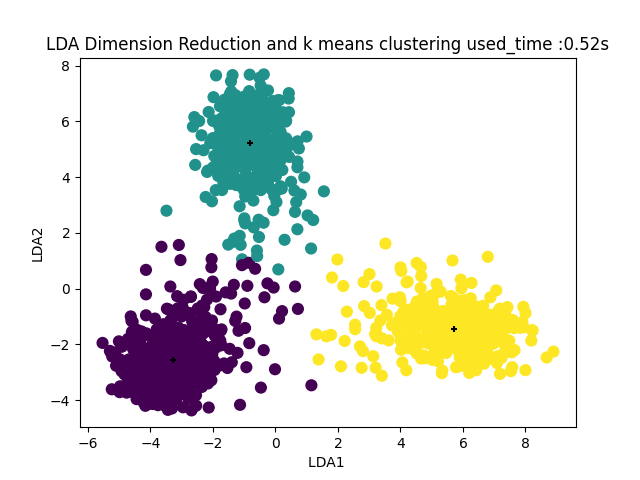 LDA Dimension Reduction and k means clustering used_time :0.52s
8
6
4
2
0
−2
−4
LDA2
−6 −4 −2 0 2 4 6 8
LDA1